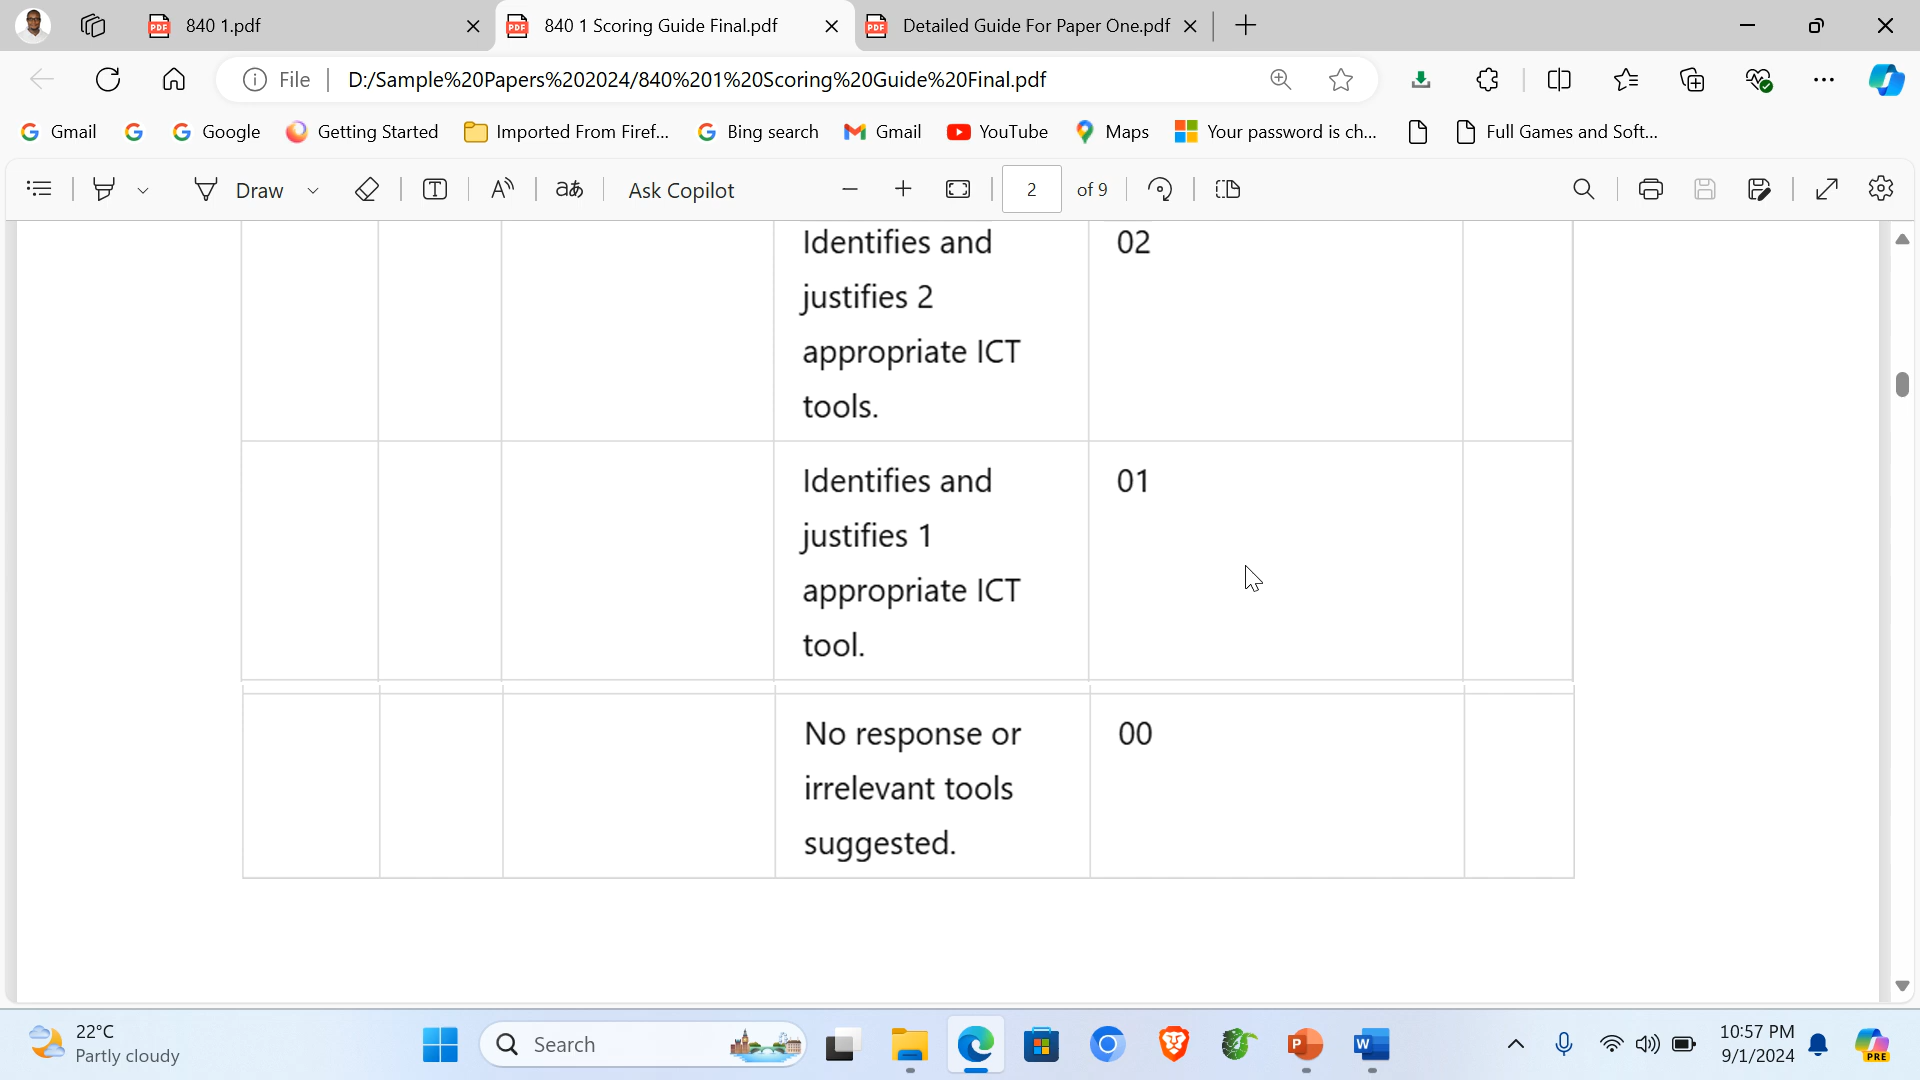 840 1.pdf
840 1 Scoring Guide Final.pdf
Detailed Guide For Paper One.pdf
File
D:/Sample%20Papers%202024/840%201%20Scoring%20Guide%20Final.pdf
Gmail
Google
Getting Started
Imported From Firef...
Bing search
Gmail
YouTube
Maps
Your password is ch...
Full Games and Soft...
Draw
Ask Copilot
2
of 9
Identifies and
justifies 2
appropriate ICT
tools.
02
Identifies and
justifies 1
appropriate ICT
tool.
01
No response or
irrelevant tools
suggested.
00
22°C
Partly cloudy
Search
10:57 PM
9/1/2024
PRE